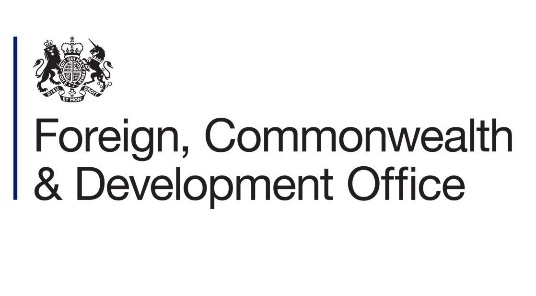 Foreign, Commonwealth
& Development Office